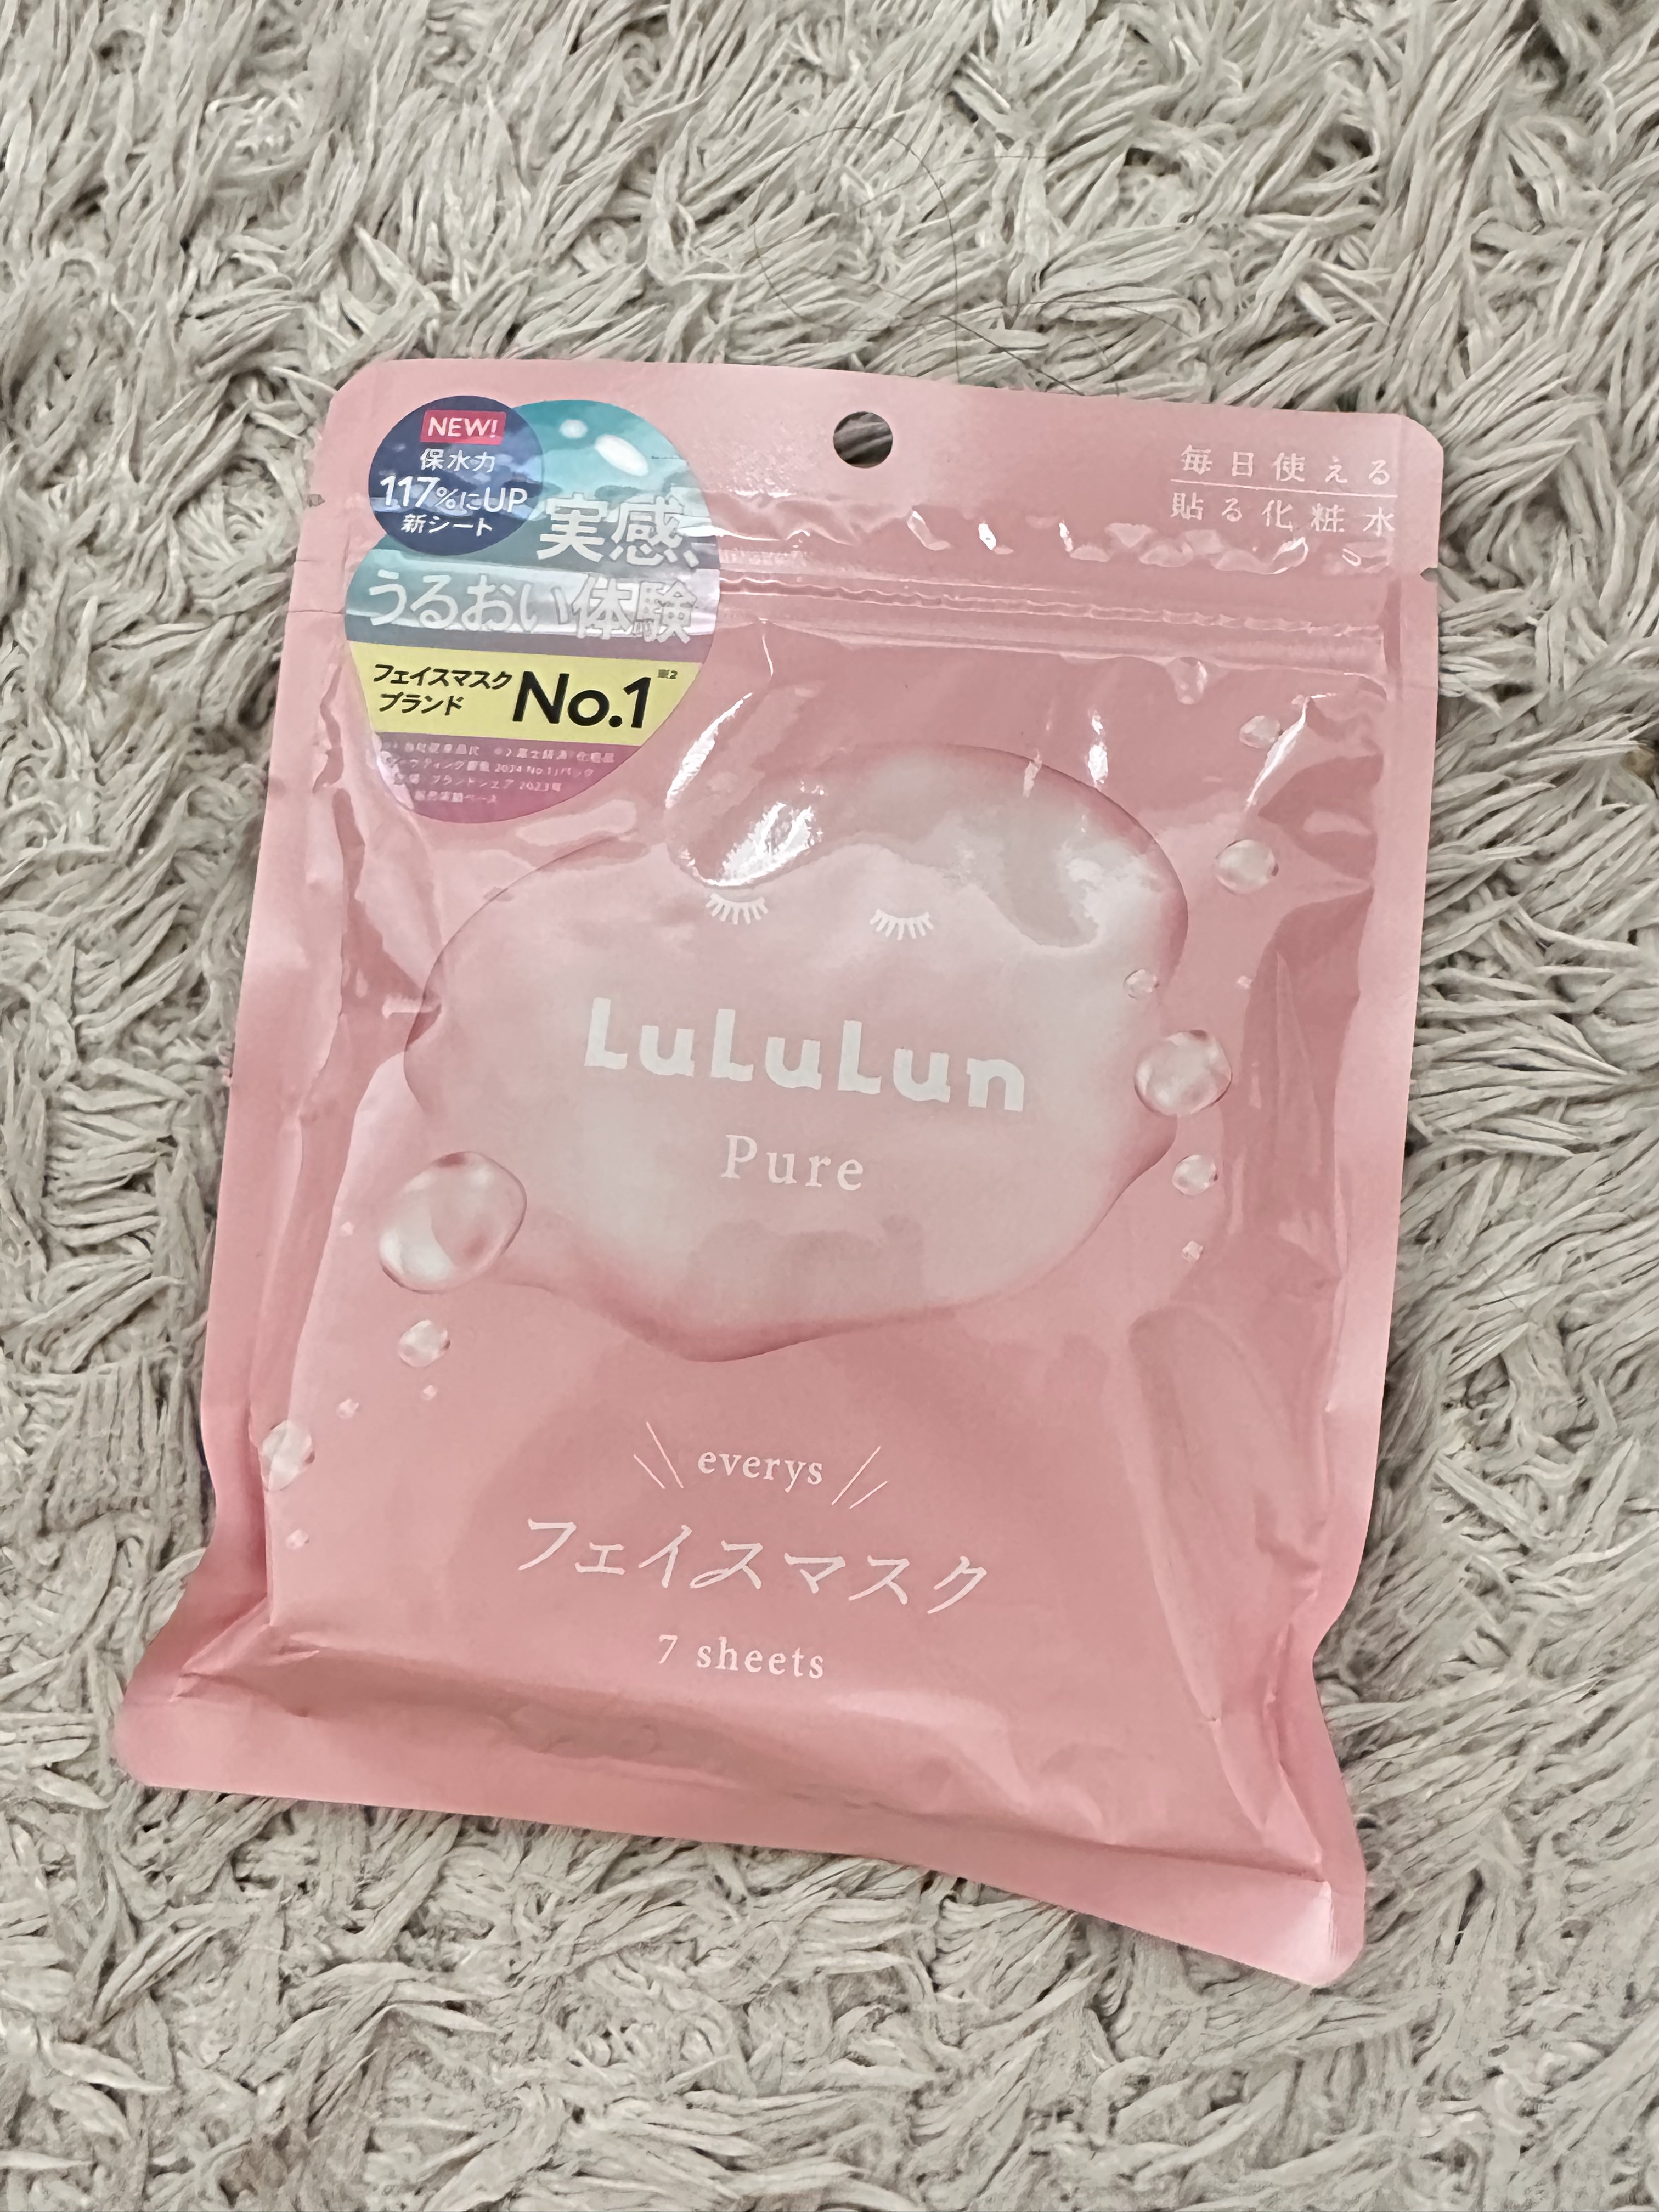 NEW!
保水力
117%にUP
新シート
実感、
うるおい体験
フェイスマスク
ブランド
No.1
※2
毎日使える
貼る化粧水
LuLuLun
Pure
everys
フェイスマスク
7 sheets